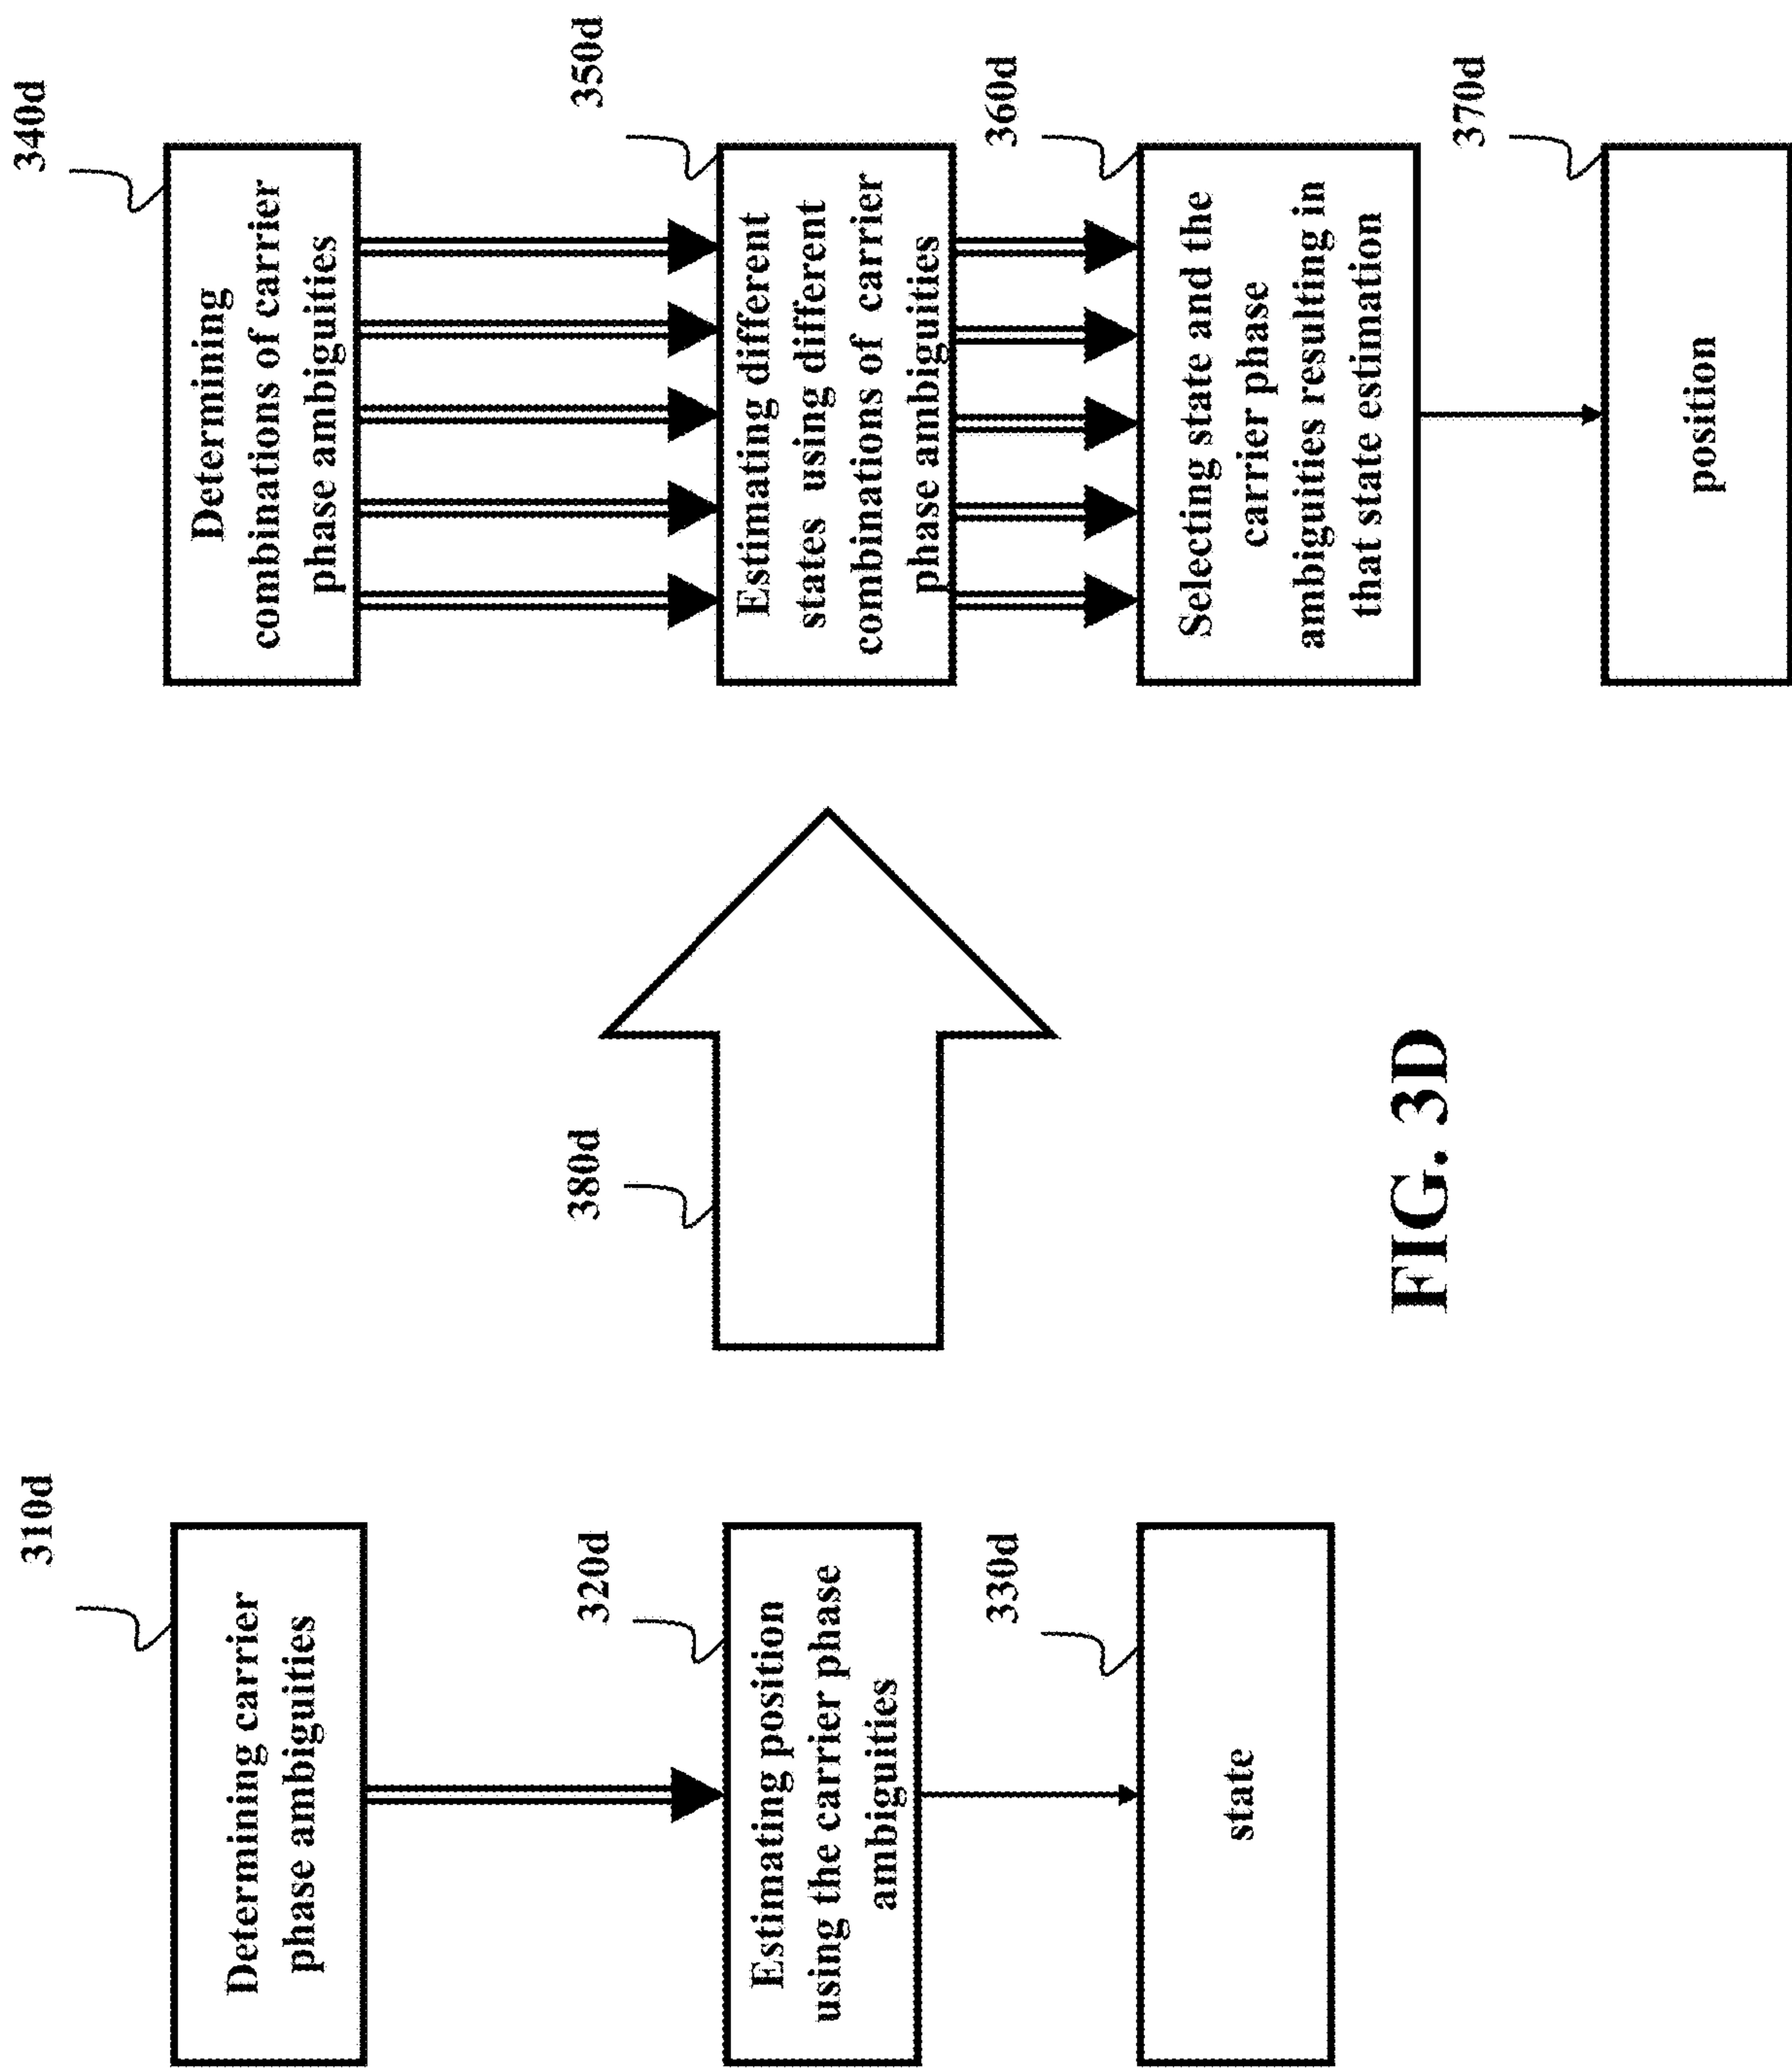 310d
Determining carrier
phase ambiguities
320d
Estimating position
using the carrier phase
ambiguities
330d
state
380d
340d
Determining
combinations of carrier
phase ambiguities
350d
Estimating different
states using different
combinations of carrier
phase ambiguities
360d
Selecting state and the
carrier phase
ambiguities resulting in
that state estimation
370d
position
FIG. 3D